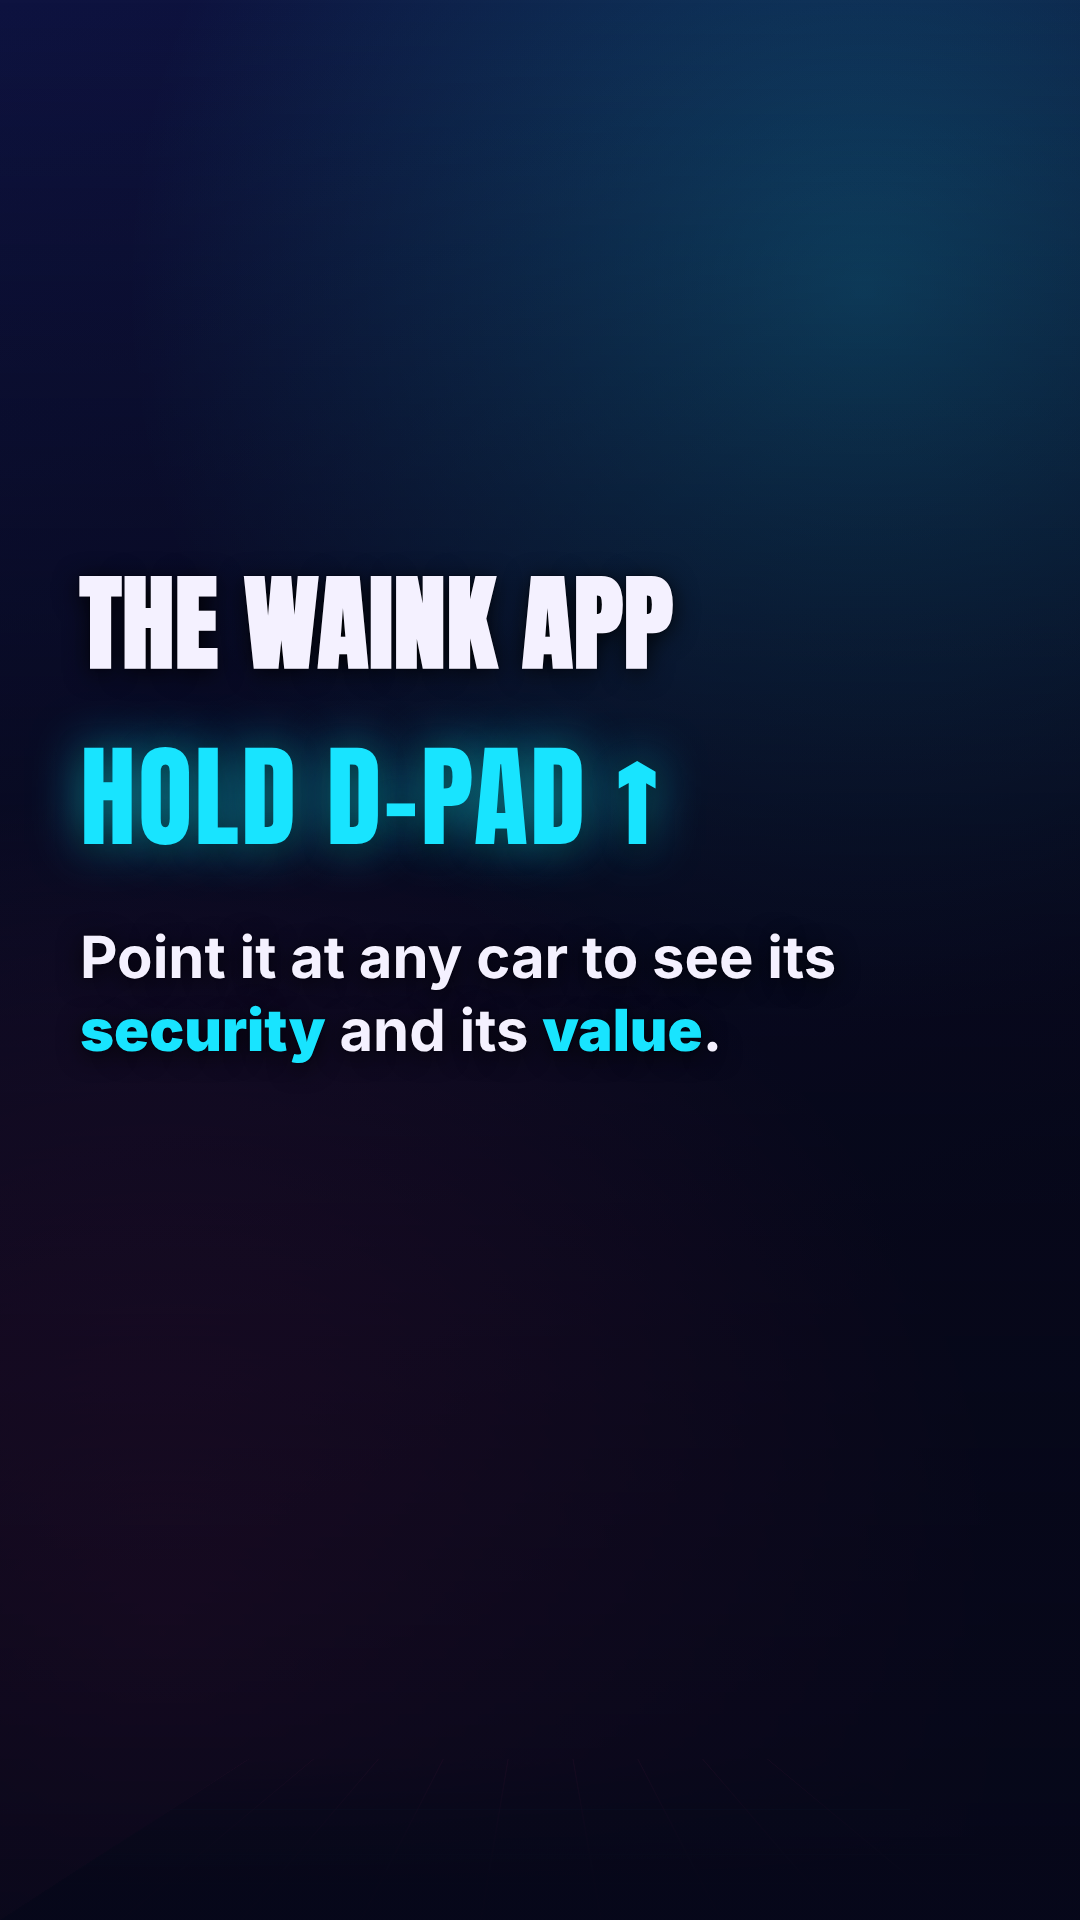 THE WAINK APP
HOLD D-PAD ↑
Point it at any car to see its
security and its value.